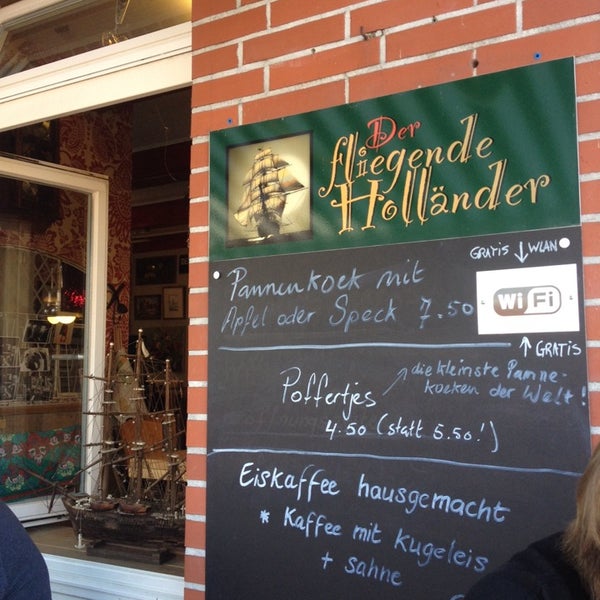 Der
fliegende
Holländer
GRATIS ↓ WLAN
WiFi
↑ GRATIS
Pannenkoek mit
Apfel oder Speck 7.50
Poffertjes
4.50 (statt 5.50!)
die kleinste Panne-
koeken der Welt!
Eiskaffee hausgemacht
* Kaffee mit Kugeleis
+ sahne